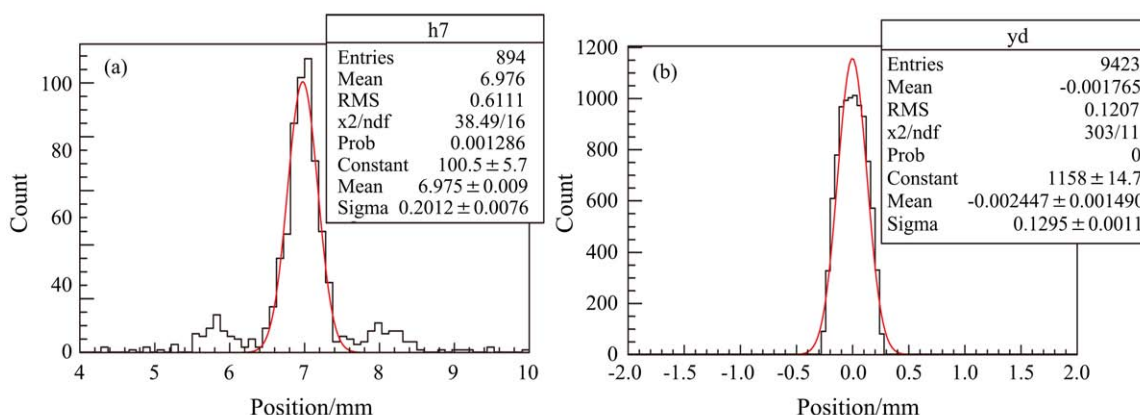 h7
Entries 894
Mean 6.976
RMS 0.6111
x2/ndf 38.49/16
Prob 0.001286
Constant 100.5 ± 5.7
Mean 6.975 ± 0.009
Sigma 0.2012 ± 0.0076
(a)
100
80
60
40
20
0
Count
4 5 6 7 8 9 10
Position/mm
yd
Entries 9423
Mean -0.001765
RMS 0.1207
x2/ndf 303/11
Prob 0
Constant 1158 ± 14.7
Mean -0.002447 ± 0.001490
Sigma 0.1295 ± 0.0011
(b)
1200
1000
800
600
400
200
0
Count
-2.0 -1.5 -1.0 -0.5 0.0 0.5 1.0 1.5 2.0
Position/mm